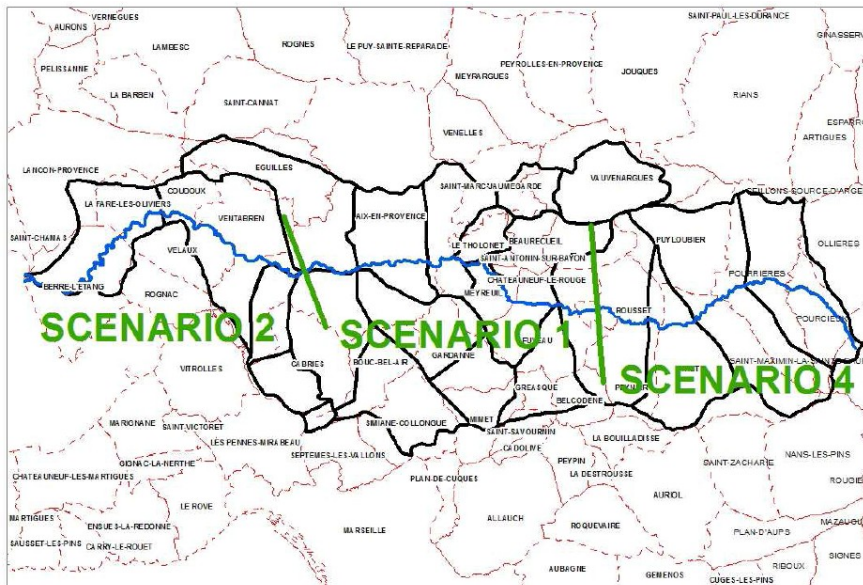 VERNEGUES
SAINT-PAUL-LES-DURANCE
AURONS
ROGNES
LE PUY-SAINTE-REPARADE
GINASSERV
LAMBESC
PEYROLLES-EN-PROVENCE
PELISSANNE
MEYRARGUES
JOUQUES
LA BARBEN
RIANS
SAINT-CANNAT
ESPARRO
VENELLES
ARTIGUES
LANCON-PROVENCE
EGUILLES
VAUVENARGUES
COUDOUX
SAINT-MARC-JAUMEGARDE
SEILLONS-SOURCE-D'ARGE
LA FARE-LES-OLIVIERS
VENTABREN
AIX-EN-PROVENCE
SAINT-CHAMAS
VELAUX
LE THOLONET
BEAURECUEIL
PUYLOUBIER
OLLIERES
SAINT-ANTONIN-SUR-BAYON
POURRIERES
BERRE-L'ETANG
CHATEAUNEUF-LE-ROUGE
ROGNAC
MEYREUIL
ROUSSET
POURCIEUX
SCENARIO 2
SCENARIO 1
FUVEAU
GARDANNE
CABRIES
BOUC-BEL-AIR
VITROLLES
GREASQUE
PEYNIER
SCENARIO 4
BELCODENE
MARIGNANE
SAINT-VICTORET
SIMIANE-COLLONGUE
MIMET
SAINT-SAVOURNIN
LES PENNES-MIRABEAU
LA BOUILLADISSE
CADOLIVE
SEPTEMES-LES-VALLONS
PEYPIN
NANS-LES-PINS
GIGNAC-LA-NERTHE
SAINT-ZACHARIE
LA DESTROUSSE
CHATEAUNEUF-LES-MARTIGUES
PLAN-DE-CUQUES
ROUGIE
AURIOL
LE ROVE
MARTIGUES
ALLAUCH
ENSUES-LA-REDONNE
MARSEILLE
ROQUEVAIRE
PLAN-D'AUPS
MAZAUGU
SAUSSET-LES-PINS
CARRY-LE-ROUET
SIGNES
AUBAGNE
GEMENOS
RIBOUX
CUGES-LES-PINS